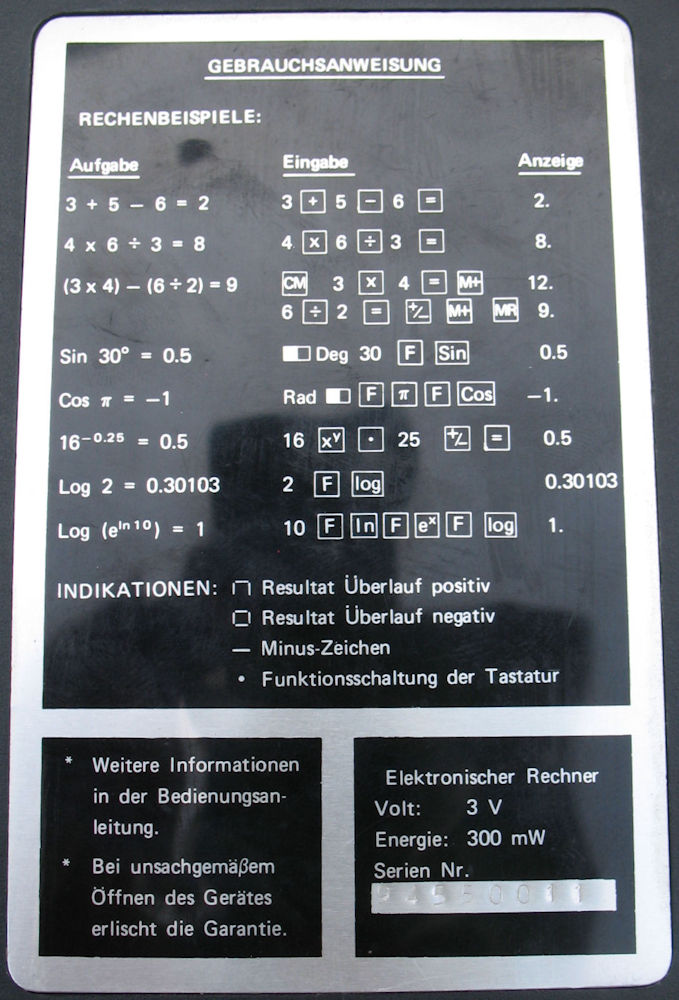 GEBRAUCHSANWEISUNG
RECHENBEISPIELE:
Aufgabe Eingabe Anzeige
3 + 5 − 6 = 2 3 + 5 − 6 = 2.
4 x 6 ÷ 3 = 8 4 x 6 ÷ 3 = 8.
(3 x 4) − (6 ÷ 2) = 9 CM 3 x 4 = M+ 12.
6 ÷ 2 = +/− M+ MR 9.
Sin 30° = 0.5 Deg 30 F Sin 0.5
Cos π = −1 Rad F π F Cos −1.
16⁻⁰·²⁵ = 0.5 16 xʸ · 25 +/− = 0.5
Log 2 = 0.30103 2 F log 0.30103
Log (eˡⁿ ¹⁰) = 1 10 F ln F eˣ F log 1.
INDIKATIONEN: Resultat Überlauf positiv
Resultat Überlauf negativ
— Minus-Zeichen
• Funktionsschaltung der Tastatur
* Weitere Informationen
in der Bedienungsan-
leitung.
* Bei unsachgemäßem
Öffnen des Gerätes
erlischt die Garantie.
Elektronischer Rechner
Volt: 3 V
Energie: 300 mW
Serien Nr.